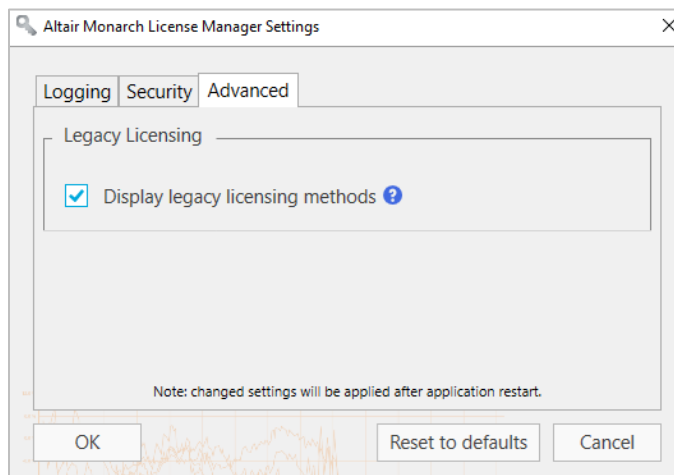 Altair Monarch License Manager Settings
Logging Security Advanced
Legacy Licensing
Display legacy licensing methods ?
Note: changed settings will be applied after application restart.
OK Reset to defaults Cancel